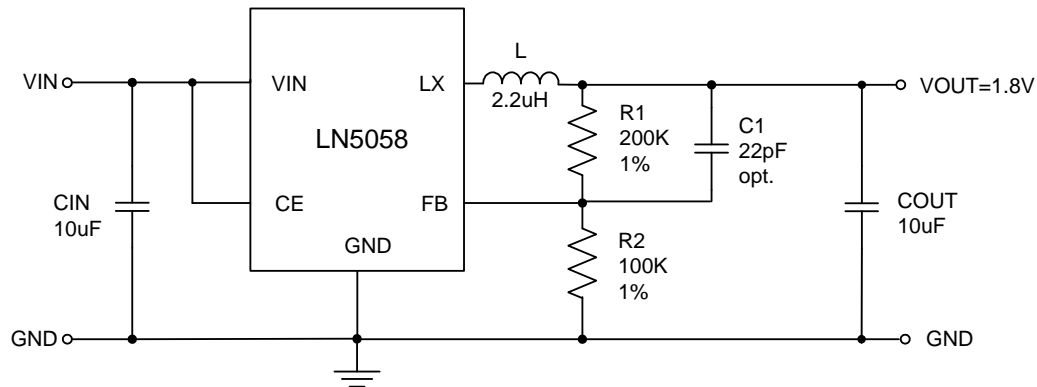 L
2.2uH
VIN
VIN
LX
VOUT=1.8V
LN5058
R1
200K
1%
C1
22pF
opt.
CIN
10uF
CE
FB
COUT
10uF
GND
R2
100K
1%
GND
GND